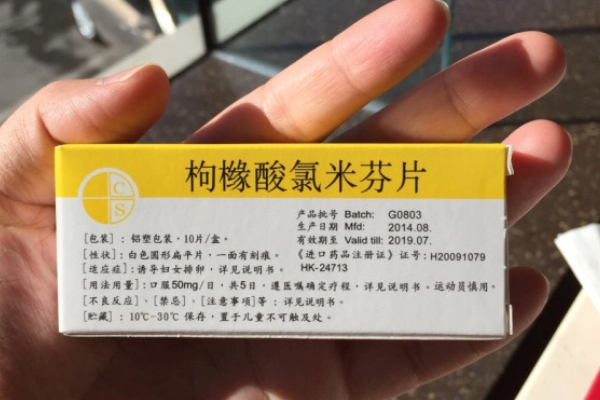 枸橼酸氯米芬片
C
S
产品批号 Batch: G0803
生产日期 Mfd: 2014.08.
有效期至 Valid till: 2019.07.
[包装]：铝塑包装·10片/盒。
《进口药品注册证》证号: H20091079
[性状]: 白色圆形扁平片，一面有刻痕。
HK-24713
[适应症]: 诱导妇女排卵，详见说明书。
[用法用量]: 口服50mg/日，共5日，遵医嘱确定疗程，详见说明书。运动员慎用。
[不良反应]、[禁忌]、[注意事项]等：详见说明书。
[贮藏]：10℃-30℃ 保存，置于儿童不可触及处。